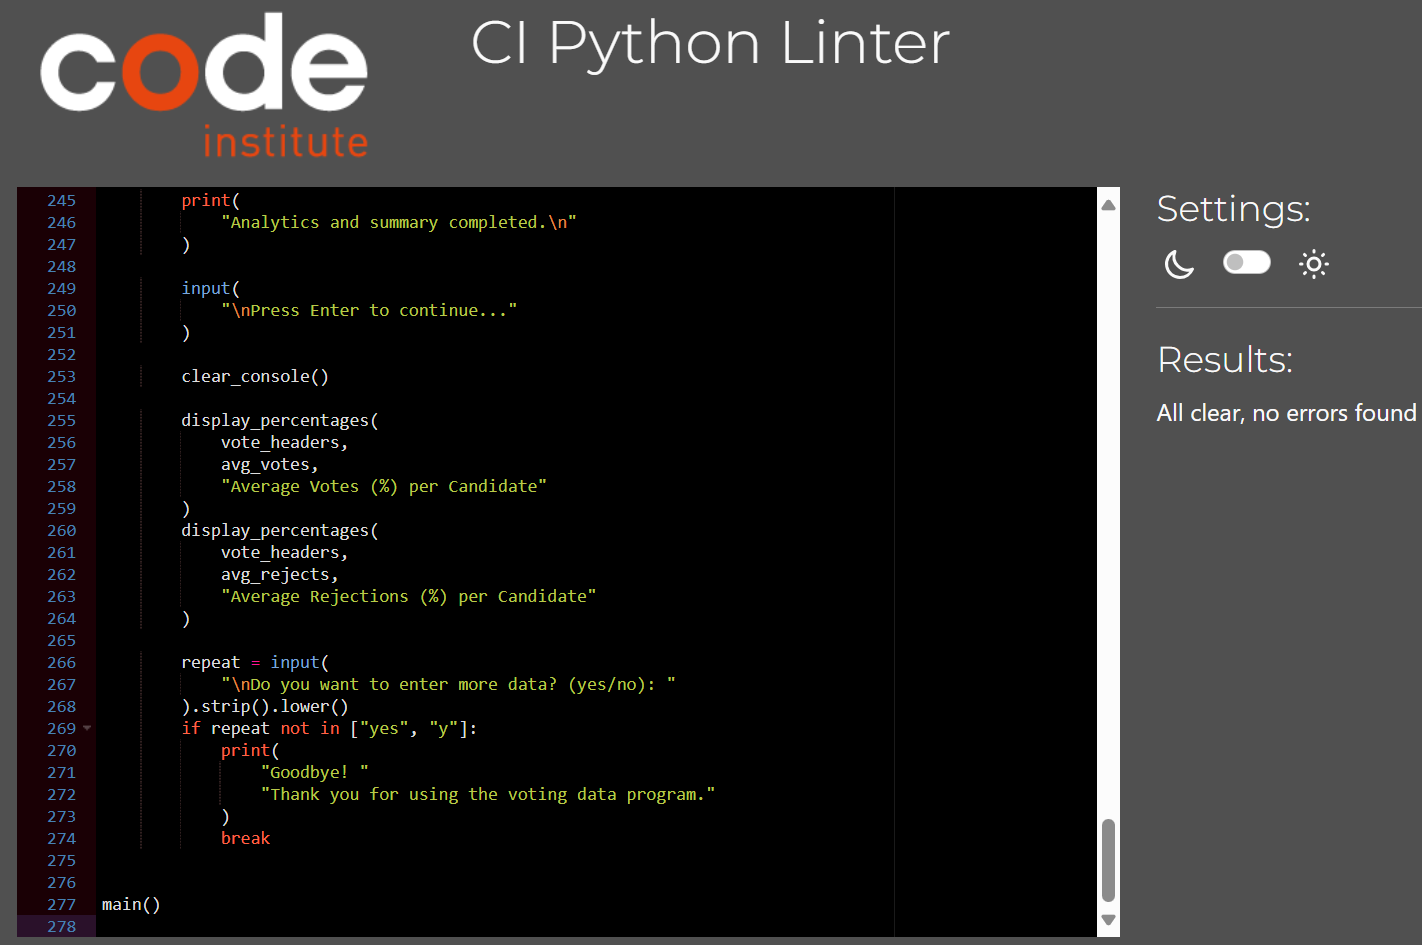 code
institute
CI Python Linter
245 print(
246 "Analytics and summary completed.\n"
247 )
248
249 input(
250 "\nPress Enter to continue..."
251 )
252
253 clear_console()
254
255 display_percentages(
256 vote_headers,
257 avg_votes,
258 "Average Votes (%) per Candidate"
259 )
260 display_percentages(
261 vote_headers,
262 avg_rejects,
263 "Average Rejections (%) per Candidate"
264 )
265
266 repeat = input(
267 "\nDo you want to enter more data? (yes/no): "
268 ).strip().lower()
269 if repeat not in ["yes", "y"]:
270 print(
271 "Goodbye! "
272 "Thank you for using the voting data program."
273 )
274 break
275
276
277 main()
278
Settings:
Results:
All clear, no errors found